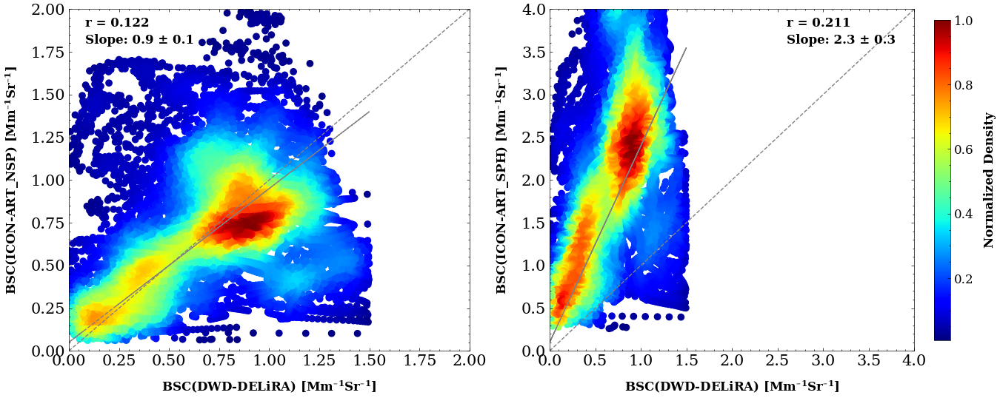 r = 0.122
Slope: 0.9 ± 0.1
2.00
1.75
1.50
1.25
1.00
0.75
0.50
0.25
0.00
BSC(ICON-ART_NSP) [Mm⁻¹Sr⁻¹]
0.00 0.25 0.50 0.75 1.00 1.25 1.50 1.75 2.00
BSC(DWD-DELiRA) [Mm⁻¹Sr⁻¹]
r = 0.211
Slope: 2.3 ± 0.3
4.0
3.5
3.0
2.5
2.0
1.5
1.0
0.5
0.0
BSC(ICON-ART_SPH) [Mm⁻¹Sr⁻¹]
0.0 0.5 1.0 1.5 2.0 2.5 3.0 3.5 4.0
BSC(DWD-DELiRA) [Mm⁻¹Sr⁻¹]
1.0
0.8
0.6
0.4
0.2
Normalized Density